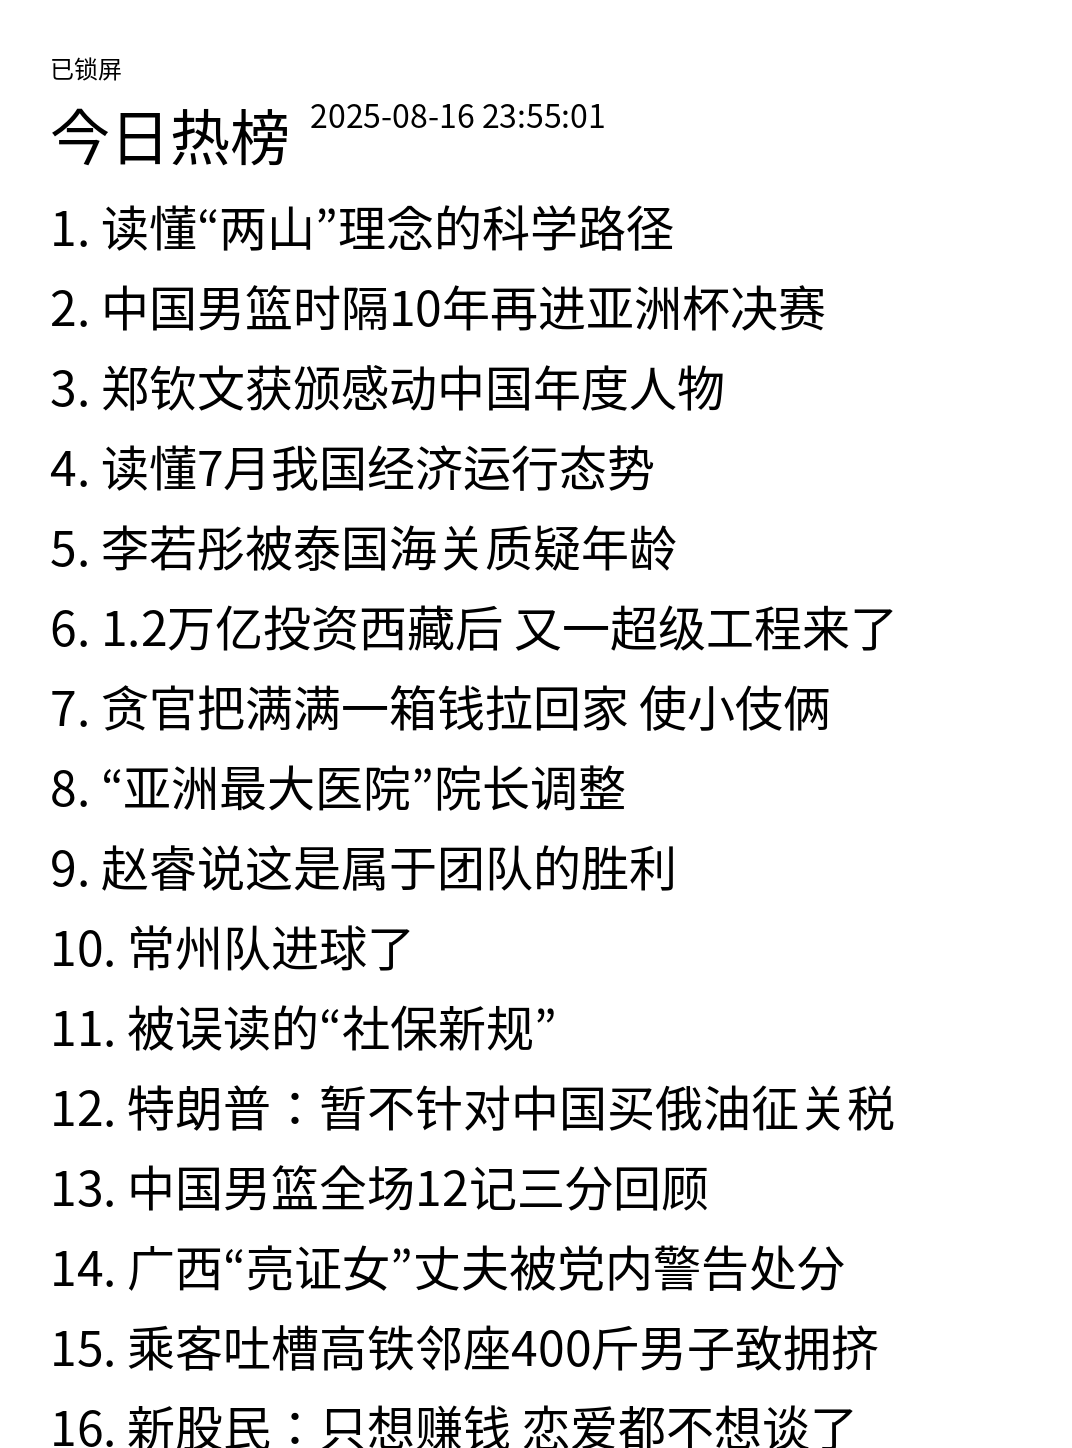 已锁屏
今日热榜 2025-08-16 23:55:01
1. 读懂“两山”理念的科学路径
2. 中国男篮时隔10年再进亚洲杯决赛
3. 郑钦文获颁感动中国年度人物
4. 读懂7月我国经济运行态势
5. 李若彤被泰国海关质疑年龄
6. 1.2万亿投资西藏后 又一超级工程来了
7. 贪官把满满一箱钱拉回家 使小伎俩
8. “亚洲最大医院”院长调整
9. 赵睿说这是属于团队的胜利
10. 常州队进球了
11. 被误读的“社保新规”
12. 特朗普：暂不针对中国买俄油征关税
13. 中国男篮全场12记三分回顾
14. 广西“亮证女”丈夫被党内警告处分
15. 乘客吐槽高铁邻座400斤男子致拥挤
16. 新股民：只想赚钱 恋爱都不想谈了